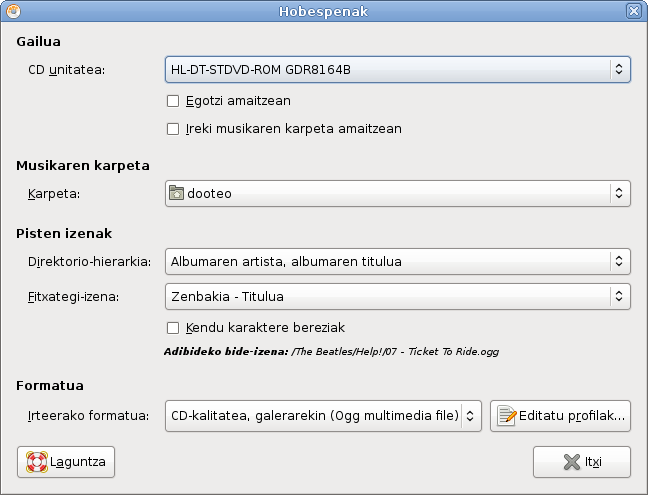 Hobespenak
Gailua
CD unitatea: HL-DT-STDVD-ROM GDR8164B
Egotzi amaitzean
Ireki musikaren karpeta amaitzean
Musikaren karpeta
Karpeta: dooteo
Pisten izenak
Direktorio-hierarkia: Albumaren artista, albumaren titulua
Fitxategi-izena: Zenbakia - Titulua
Kendu karaktere bereziak
Adibideko bide-izena: /The Beatles/Help!/07 - Ticket To Ride.ogg
Formatua
Irteerako formatua: CD-kalitatea, galerarekin (Ogg multimedia file) Editatu profilak...
Laguntza Itxi